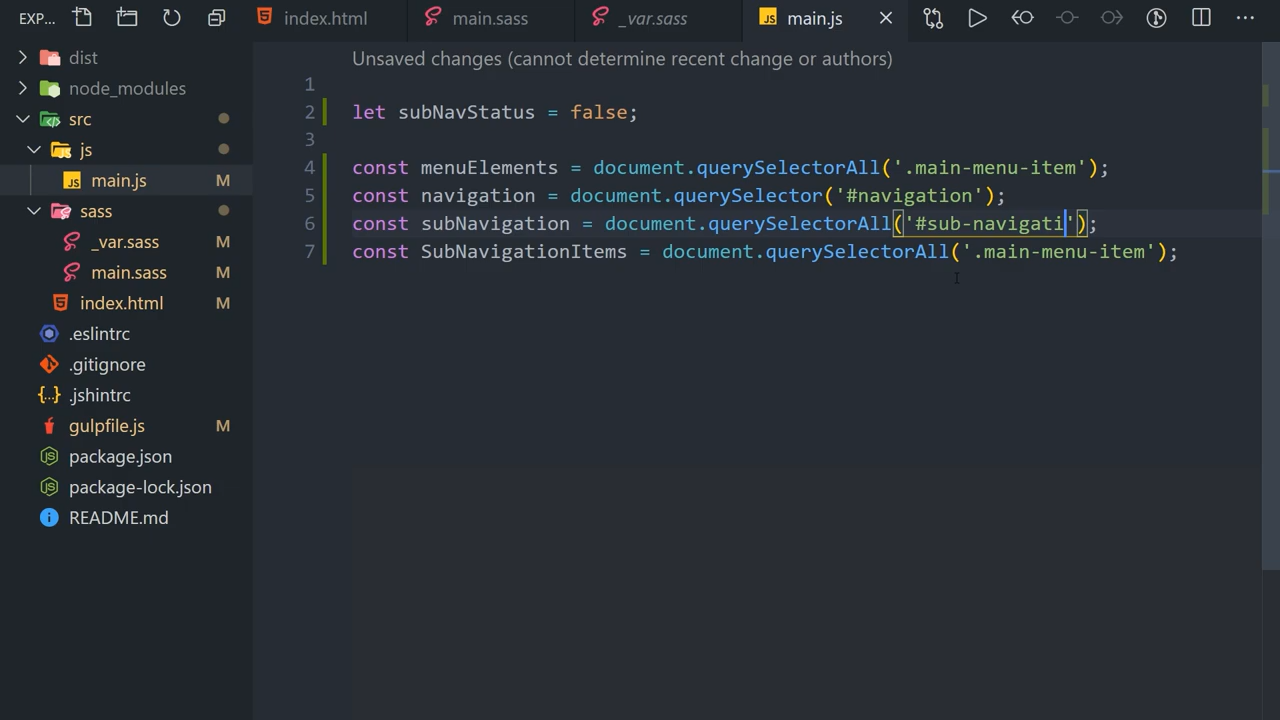 EXP... index.html main.sass _var.sass main.js
dist
node_modules
src
js
main.js M
sass
_var.sass M
main.sass M
index.html M
.eslintrc
.gitignore
.jshintrc
gulpfile.js M
package.json
package-lock.json
README.md
Unsaved changes (cannot determine recent change or authors)
1
2 let subNavStatus = false;
3
4 const menuElements = document.querySelectorAll('.main-menu-item');
5 const navigation = document.querySelector('#navigation');
6 const subNavigation = document.querySelectorAll('#sub-navigati');
7 const SubNavigationItems = document.querySelectorAll('.main-menu-item');